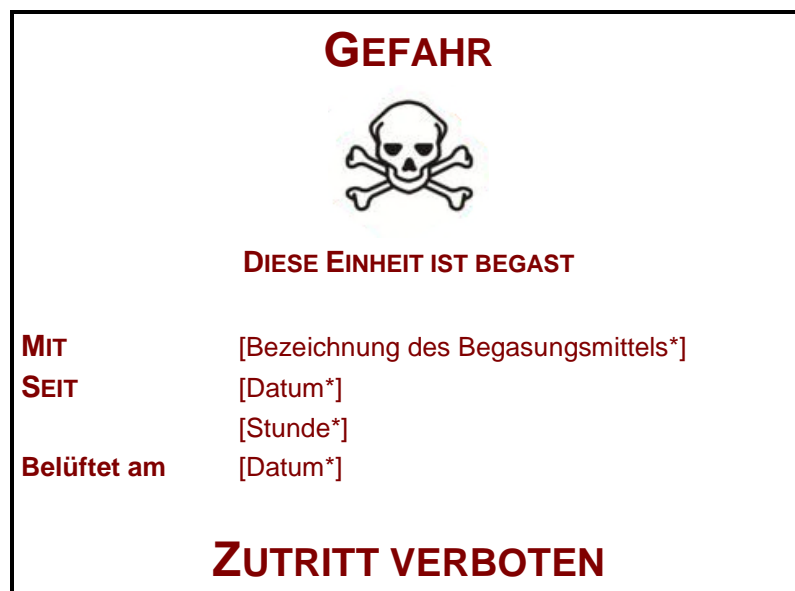 GEFAHR
DIESE EINHEIT IST BEGAST
MIT [Bezeichnung des Begasungsmittels*]
SEIT [Datum*]
[Stunde*]
Belüftet am [Datum*]
ZUTRITT VERBOTEN